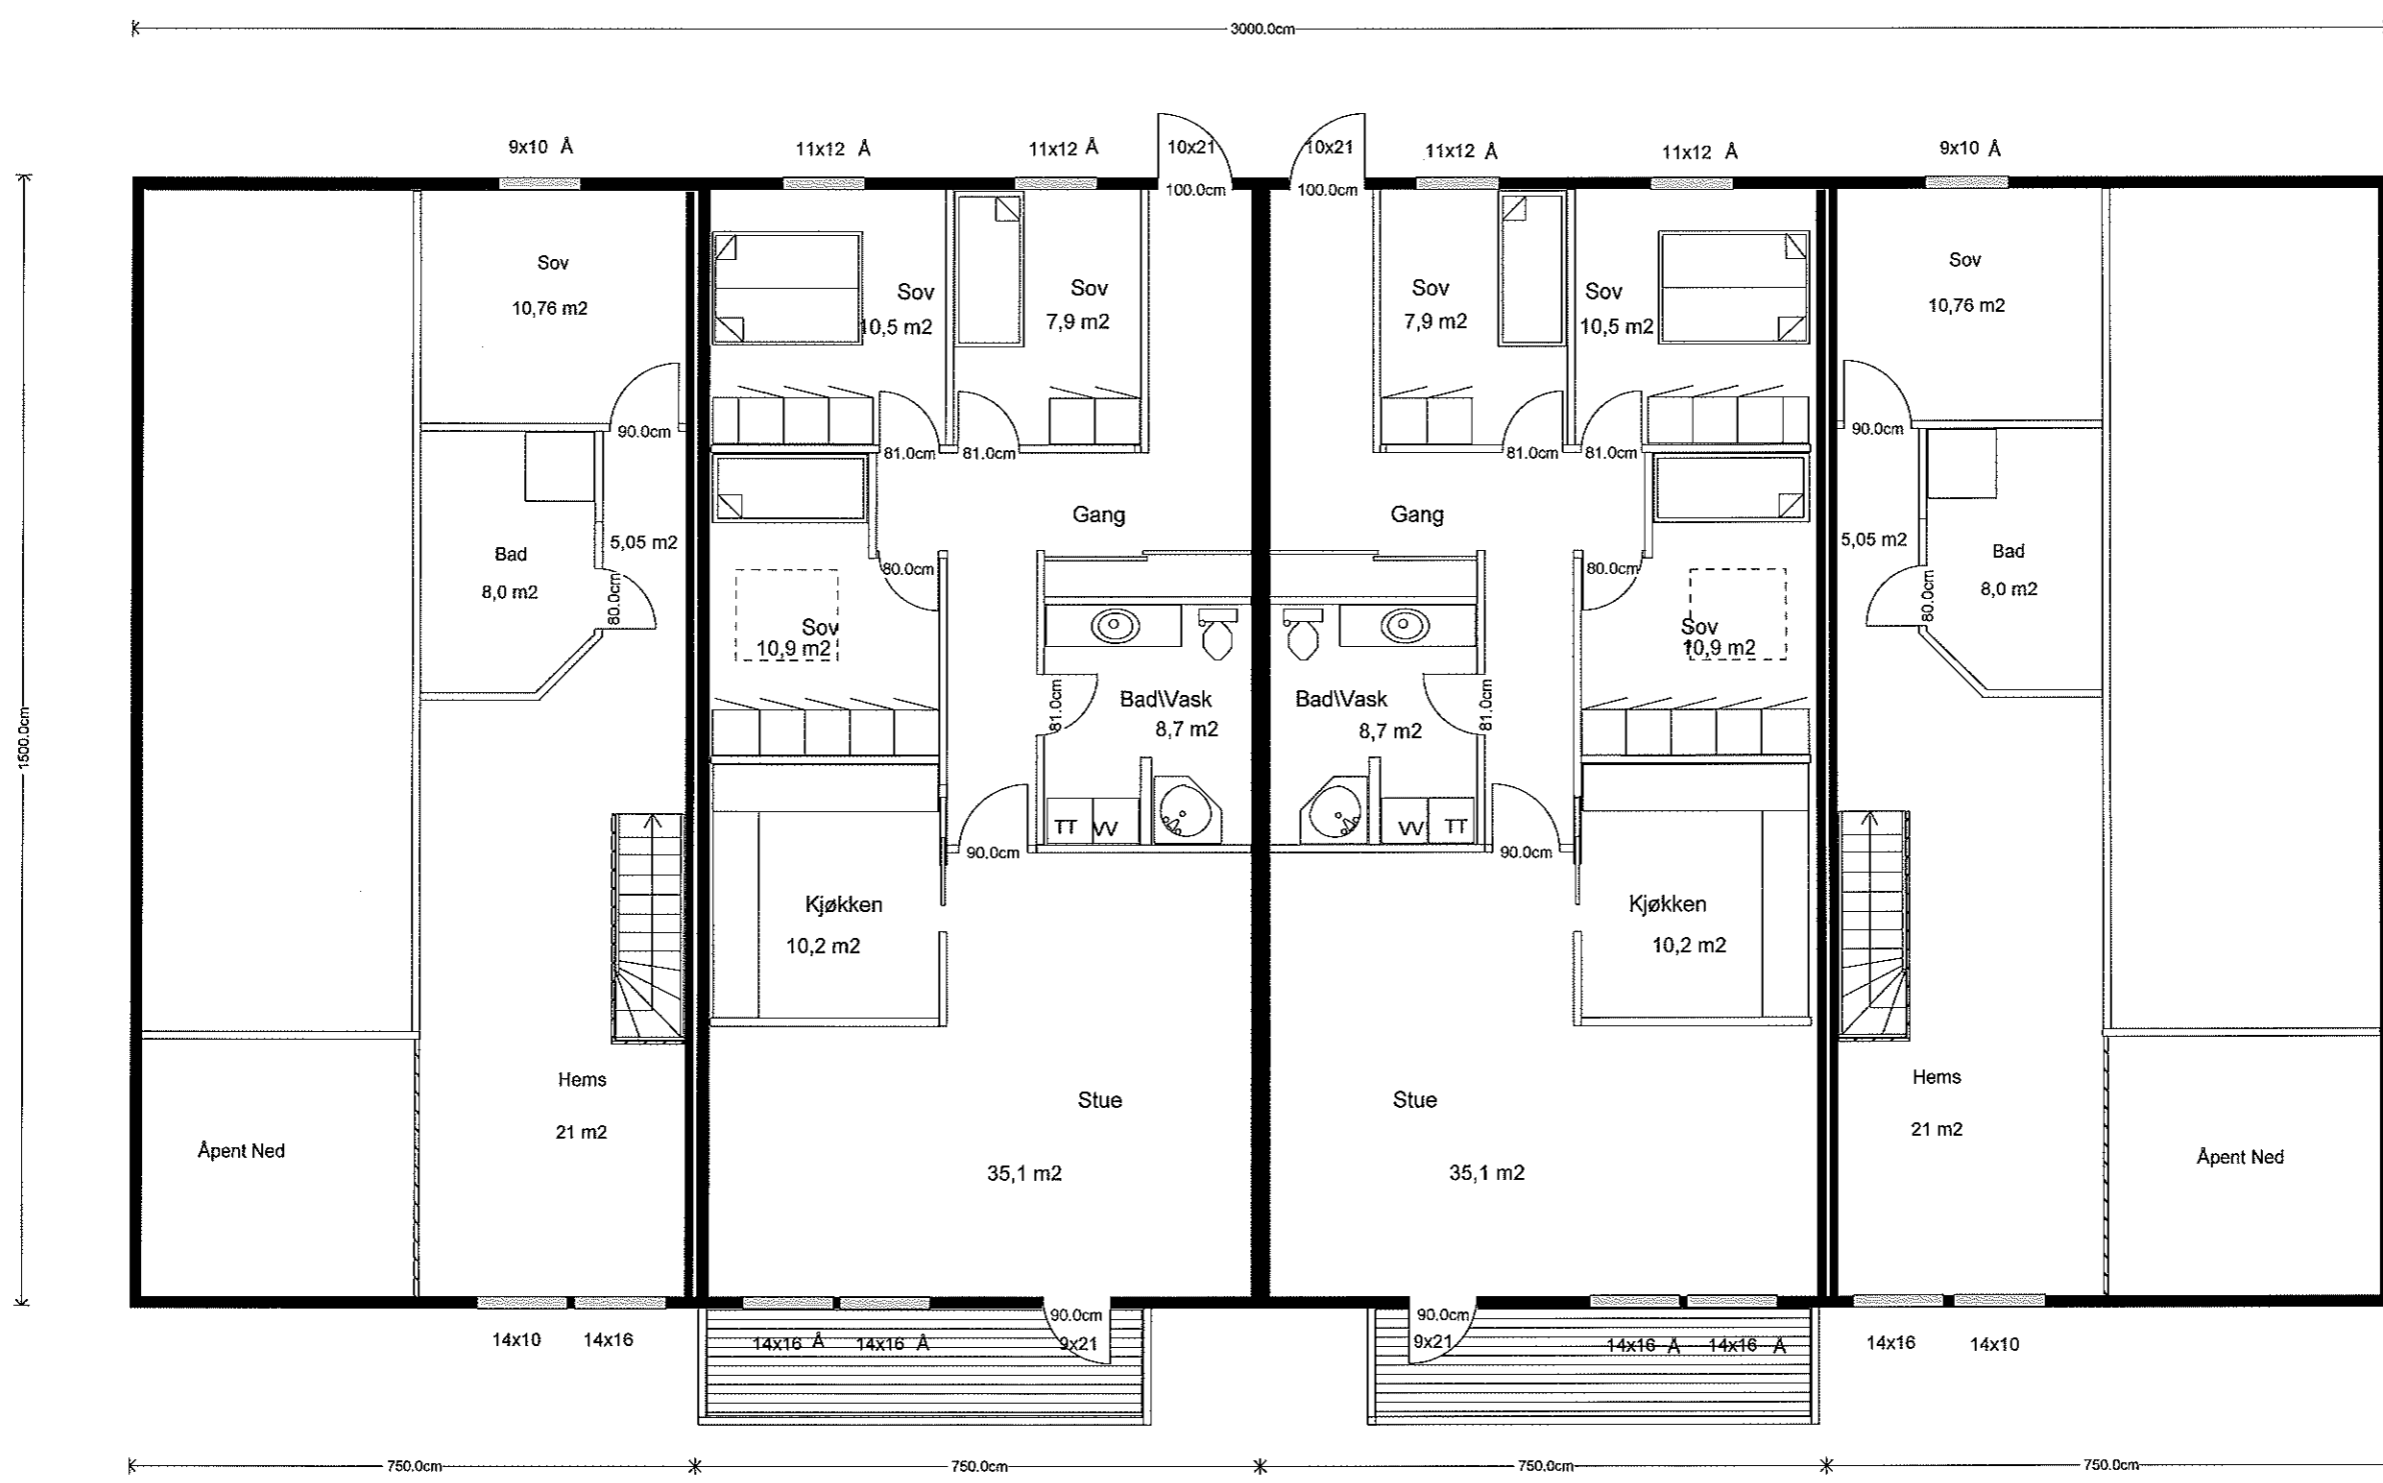 3000.0cm
9x10 Å
11x12 Å
11x12 Å
10x21
10x21
11x12 Å
11x12 Å
9x10 Å
100.0cm
100.0cm
Sov
10,76 m2
Sov
10,5 m2
Sov
7,9 m2
Sov
7,9 m2
Sov
10,5 m2
Sov
10,76 m2
90.0cm
81.0cm
81.0cm
81.0cm
81.0cm
90.0cm
Gang
Gang
Bad
8,0 m2
5,05 m2
80.0cm
80.0cm
80.0cm
5,05 m2
Bad
8,0 m2
80.0cm
Sov
10,9 m2
Sov
10,9 m2
1500.0cm
81.0cm
Bad\Vask
8,7 m2
Bad\Vask
8,7 m2
81.0cm
TT VV
VV TT
90.0cm
90.0cm
Kjøkken
10,2 m2
Kjøkken
10,2 m2
Hems
21 m2
Stue
35,1 m2
Stue
35,1 m2
Hems
21 m2
Åpent Ned
Åpent Ned
90.0cm
90.0cm
14x10
14x16
14x16 Å
14x16 Å
9x21
9x21
14x16 Å
14x16 Å
14x16
14x10
750.0cm
750.0cm
750.0cm
750.0cm